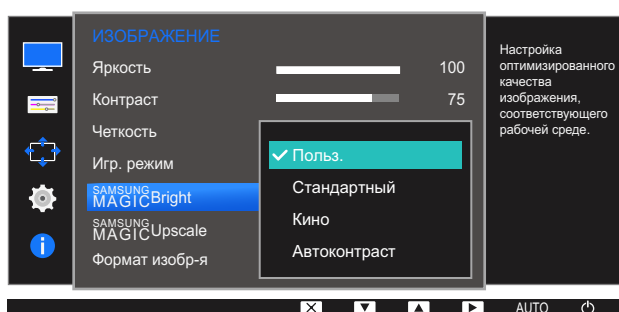 ИЗОБРАЖЕНИЕ
Яркость 100
Контраст 75
Четкость
Игр. режим
SAMSUNG
MAGIC Bright
SAMSUNG
MAGIC Upscale
Формат изобр-я
Польз.
Стандартный
Кино
Автоконтраст
Настройка
оптимизированного
качества
изображения,
соответствующего
рабочей среде.
AUTO